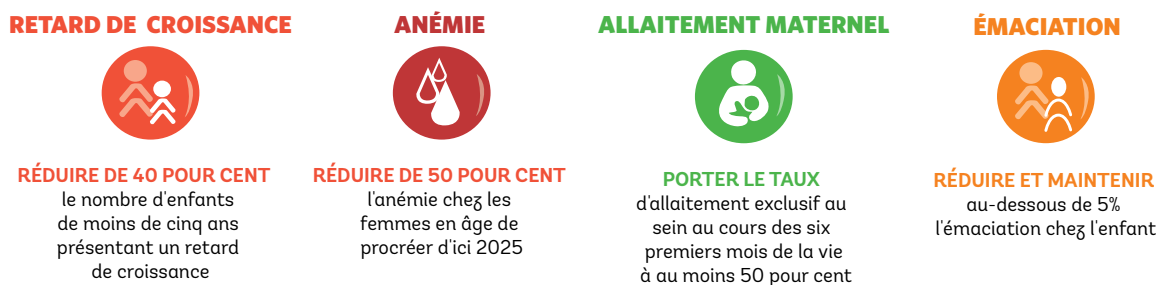 RETARD DE CROISSANCE
RÉDUIRE DE 40 POUR CENT
le nombre d'enfants
de moins de cinq ans
présentant un retard
de croissance
ANÉMIE
RÉDUIRE DE 50 POUR CENT
l'anémie chez les
femmes en âge de
procréer d'ici 2025
ALLAITEMENT MATERNEL
PORTER LE TAUX
d'allaitement exclusif au
sein au cours des six
premiers mois de la vie
à au moins 50 pour cent
ÉMACIATION
RÉDUIRE ET MAINTENIR
au-dessous de 5%
l'émaciation chez l'enfant